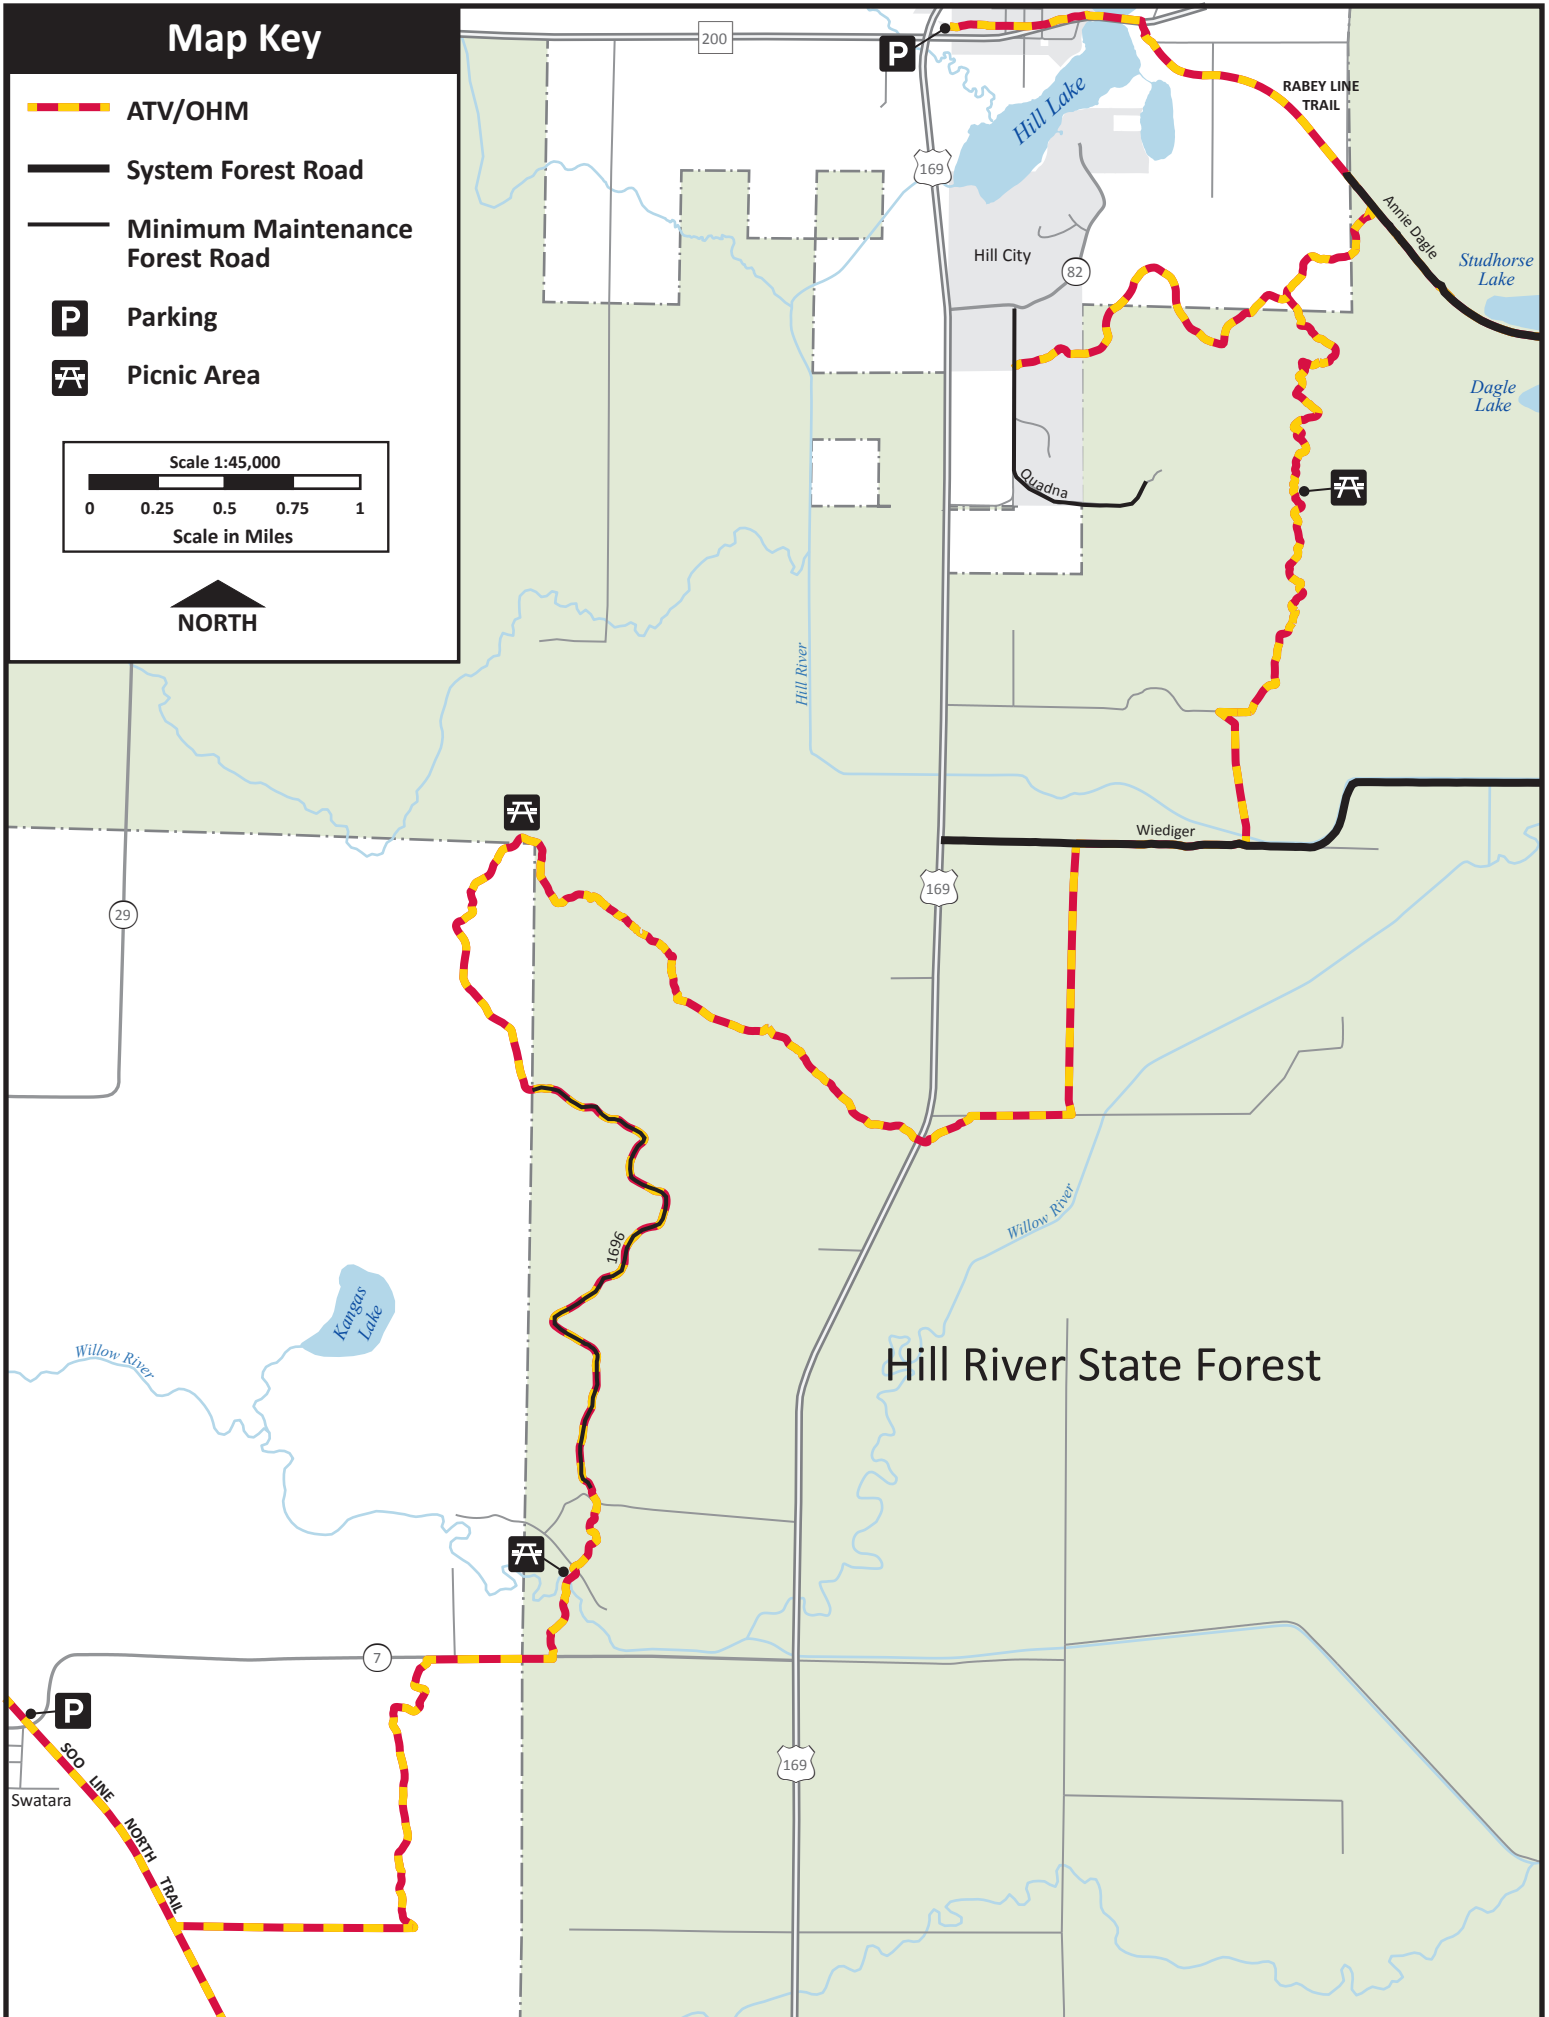 Map Key
ATV/OHM
System Forest Road
Minimum Maintenance
Forest Road
P
Parking
Picnic Area
Scale 1:45,000
0 0.25 0.5 0.75 1
Scale in Miles
NORTH
200
P
Hill Lake
RABEY LINE
TRAIL
169
Annie Dagle
Hill City
82
Studhorse
Lake
Dagle
Lake
Quadna
Hill River
Wiediger
169
29
Willow River
1696
Kangas
Lake
Willow River
Hill River State Forest
7
P
SOO LINE NORTH TRAIL
Swatara
169